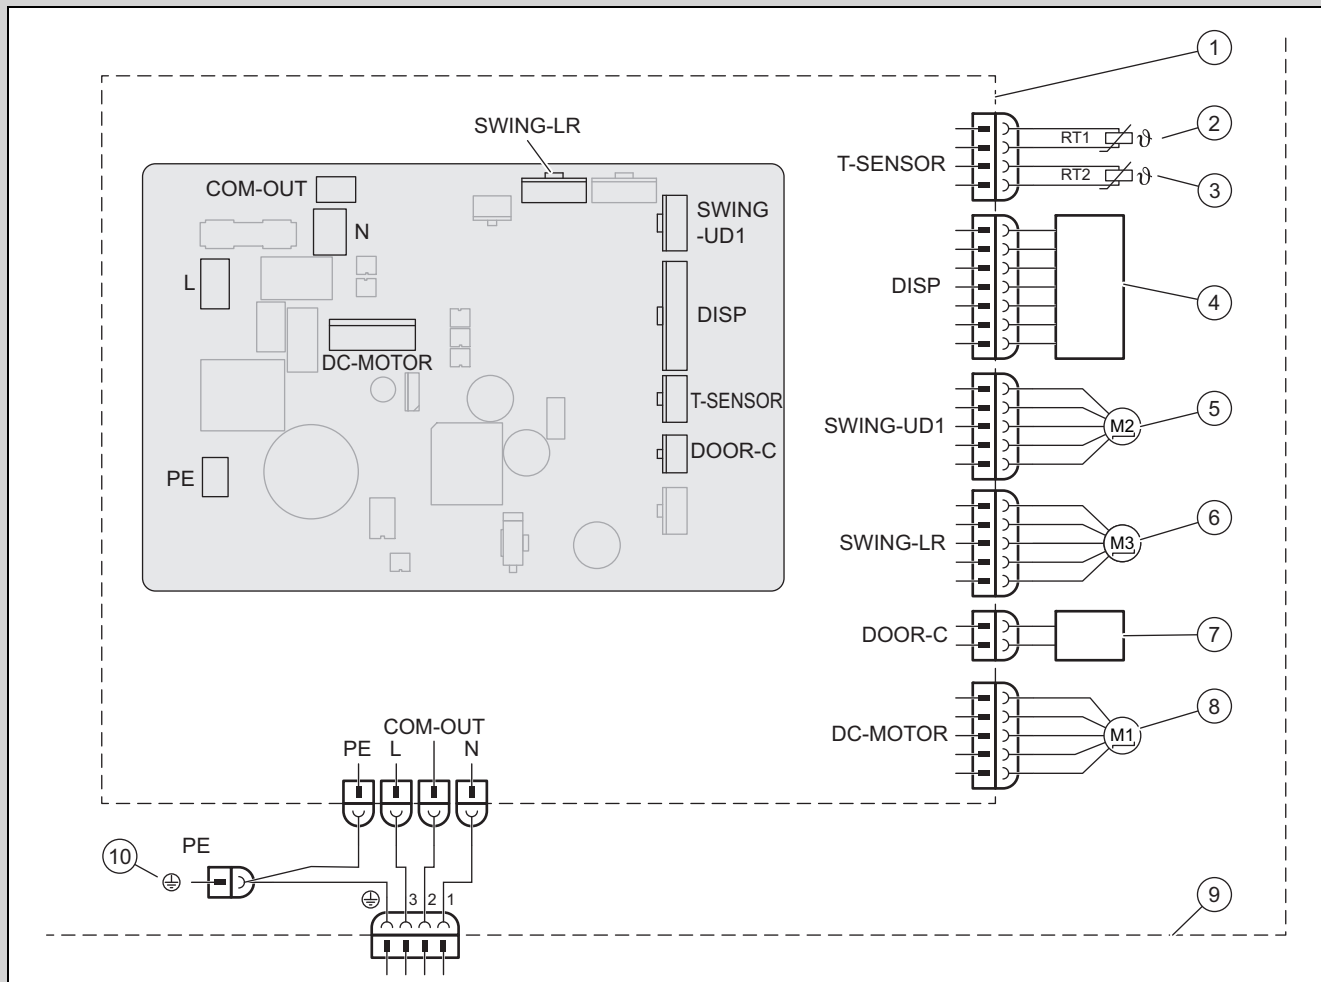 1
SWING-LR
COM-OUT
N
L
SWING
-UD1
DISP
DC-MOTOR
T-SENSOR
DOOR-C
PE
T-SENSOR
RT1
ϑ
2
RT2
ϑ
3
DISP
4
SWING-UD1
M2
5
SWING-LR
M3
6
DOOR-C
7
DC-MOTOR
M1
8
COM-OUT
PE L N
PE
10
3 2 1
9